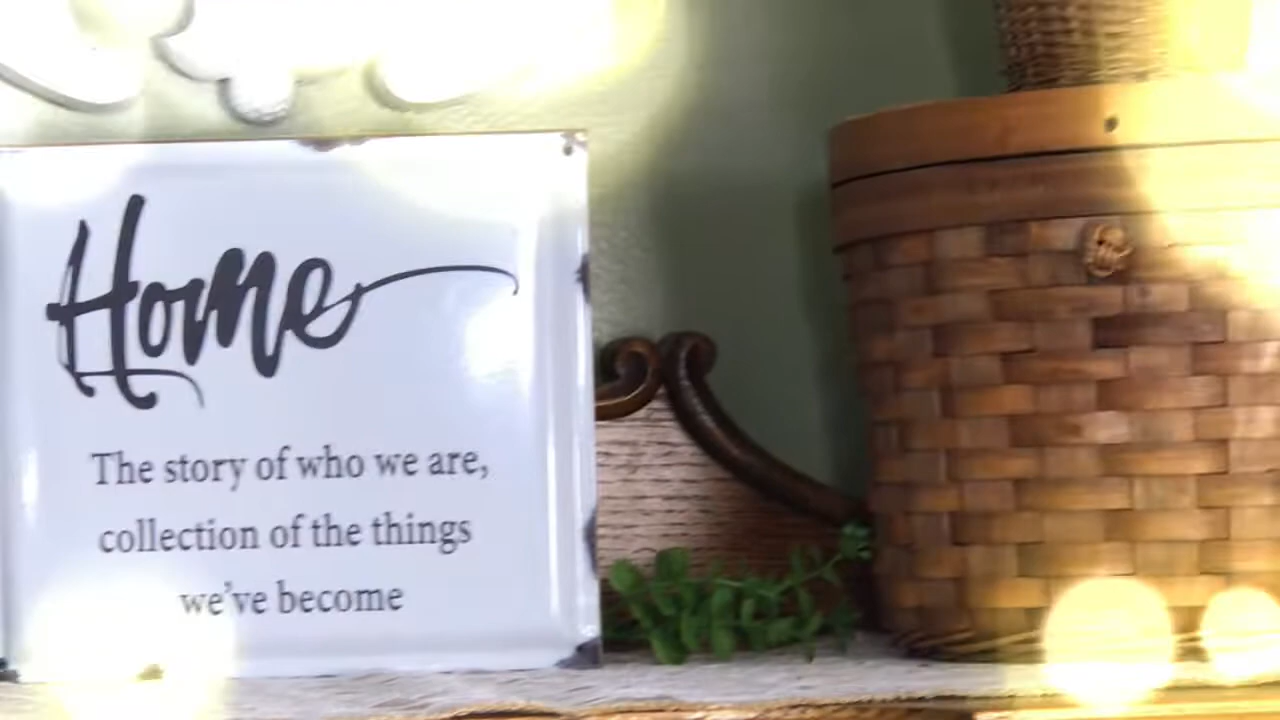 Home
The story of who we are,
collection of the things
we've become